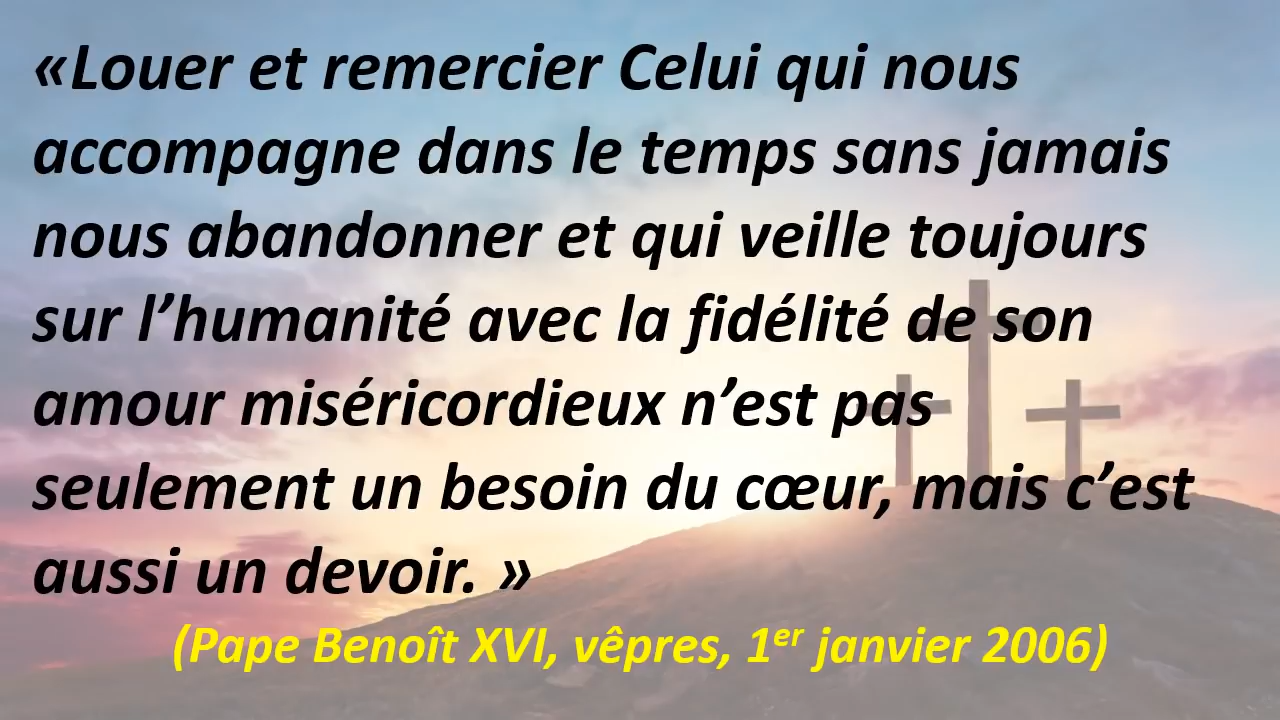 «Louer et remercier Celui qui nous
accompagne dans le temps sans jamais
nous abandonner et qui veille toujours
sur l’humanité avec la fidélité de son
amour miséricordieux n’est pas
seulement un besoin du cœur, mais c’est
aussi un devoir. »
(Pape Benoît XVI, vêpres, 1er janvier 2006)